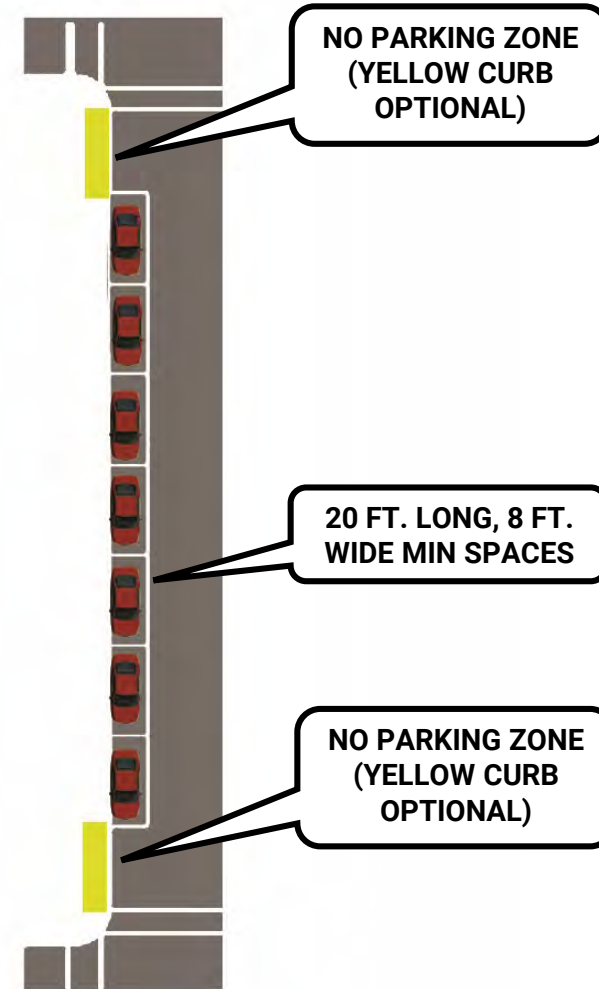 NO PARKING ZONE
(YELLOW CURB
OPTIONAL)
20 FT. LONG, 8 FT.
WIDE MIN SPACES
NO PARKING ZONE
(YELLOW CURB
OPTIONAL)